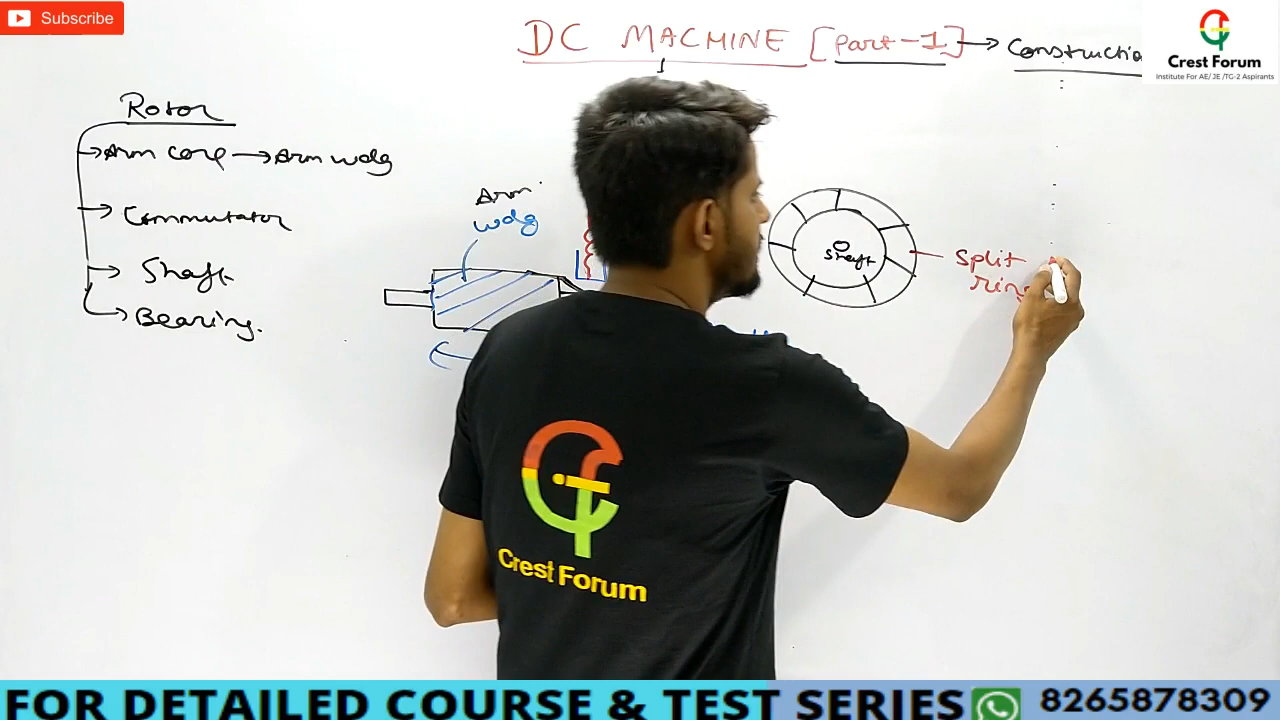 Subscribe
DC MACHINE [Part-1] → Constructio
Crest Forum
Institute For AE/ JE /TG-2 Aspirants
Rotor
Arm core → Arm wdg
Commutator
Shaft
Bearing.
Arm.
wdg
Shaft
Split
ring
Crest Forum
FOR DETAILED COURSE & TEST SERIES 8265878309